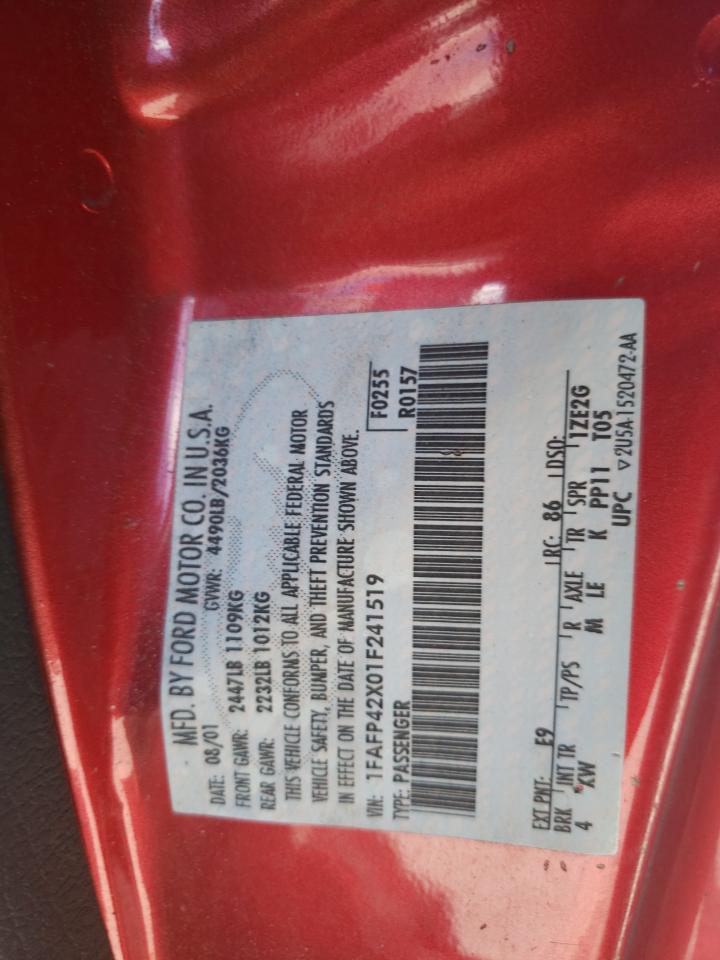 MFD. BY FORD MOTOR CO. IN U.S.A.
DATE: 08/01 GVWR: 4490LB/2036KG
FRONT GAWR: 2447LB 1109KG
REAR GAWR: 2232LB 1012KG
THIS VEHICLE CONFORMS TO ALL APPLICABLE FEDERAL MOTOR
VEHICLE SAFETY, BUMPER, AND THEFT PREVENTION STANDARDS
IN EFFECT ON THE DATE OF MANUFACTURE SHOWN ABOVE.
VIN: 1FAFP42X01F241519 F0255
TYPE: PASSENGER R0157
EXT PNT: E9 RC: 86 DSO:
BRK INT TR TP/PS R AXLE TR SPR 1ZE2G
4 KW M LE K PP11 T05
UPC ▽2U5A-1520472-AA